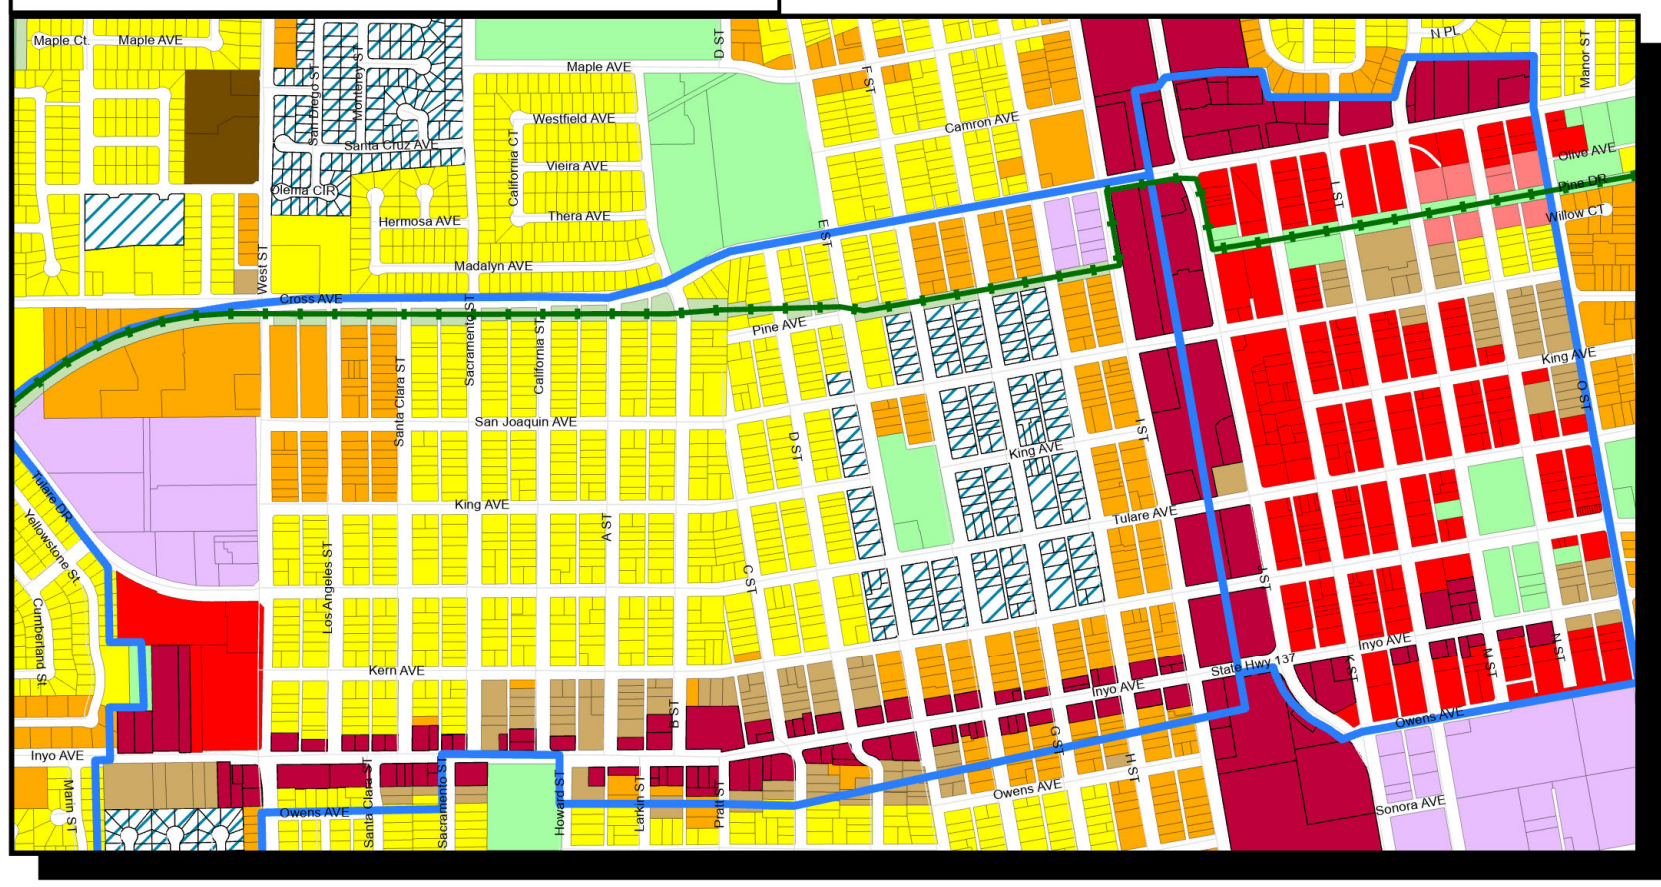 Maple Ct.
Maple AVE
D ST
N PL
Manor ST
Maple AVE
F ST
San Diego ST
Monterey ST
Westfield AVE
Camron AVE
Santa Cruz AVE
California CT
Vieira AVE
Olive AVE
Olema CIR
Pine DR
I ST
Thera AVE
Hermosa AVE
Willow CT
E ST
West ST
Madalyn AVE
Cross AVE
Sacramento ST
Pine AVE
California ST
Santa Clara ST
King AVE
O ST
San Joaquin AVE
D ST
I ST
King AVE
Tulare DR
King AVE
Tulare AVE
A ST
Yellowstone St.
Los Angeles ST
C ST
J ST
Cumberland St.
Kern AVE
Inyo AVE
State Hwy 137
K ST
M ST
N ST
Inyo AVE
B ST
Owens AVE
G ST
H ST
Inyo AVE
Marin ST
Santa Clara ST
Sacramento ST
Howard ST
Larkin ST
Pratt ST
Owens AVE
Owens AVE
Sonora AVE